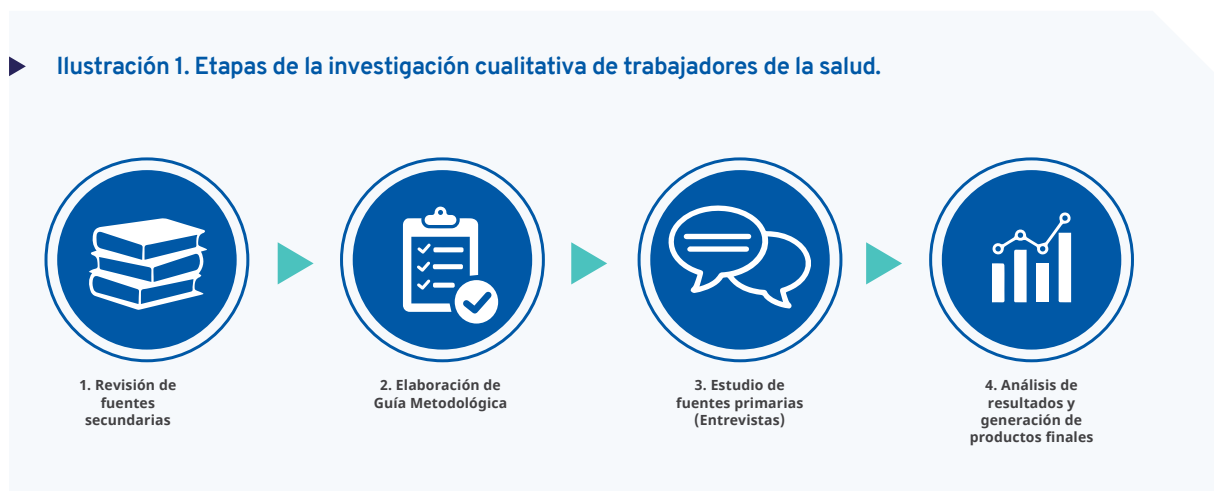 Ilustración 1. Etapas de la investigación cualitativa de trabajadores de la salud.
1. Revisión de
fuentes
secundarias
2. Elaboración de
Guía Metodológica
3. Estudio de
fuentes primarias
(Entrevistas)
4. Análisis de
resultados y
generación de
productos finales